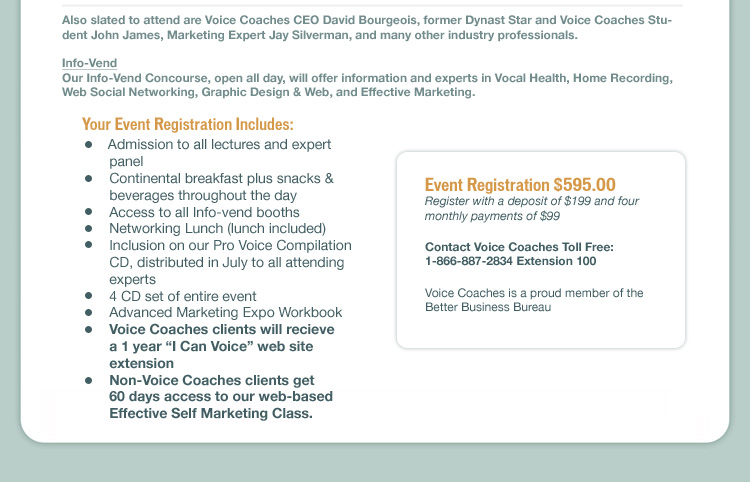 Also slated to attend are Voice Coaches CEO David Bourgeois, former Dynast Star and Voice Coaches Stu-
dent John James, Marketing Expert Jay Silverman, and many other industry professionals.
Info-Vend
Our Info-Vend Concourse, open all day, will offer information and experts in Vocal Health, Home Recording,
Web Social Networking, Graphic Design & Web, and Effective Marketing.
Your Event Registration Includes:
● Admission to all lectures and expert
panel
● Continental breakfast plus snacks &
beverages throughout the day
● Access to all Info-vend booths
● Networking Lunch (lunch included)
● Inclusion on our Pro Voice Compilation
CD, distributed in July to all attending
experts
● 4 CD set of entire event
● Advanced Marketing Expo Workbook
● Voice Coaches clients will recieve
a 1 year “I Can Voice” web site
extension
● Non-Voice Coaches clients get
60 days access to our web-based
Effective Self Marketing Class.
Event Registration $595.00
Register with a deposit of $199 and four
monthly payments of $99
Contact Voice Coaches Toll Free:
1-866-887-2834 Extension 100
Voice Coaches is a proud member of the
Better Business Bureau